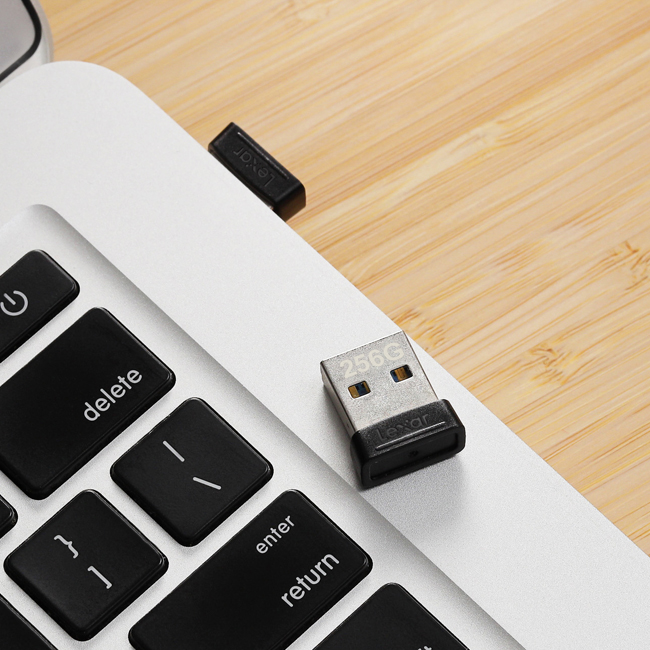 Lexar
256G
Lexar
delete
|
\
}
]
enter
return